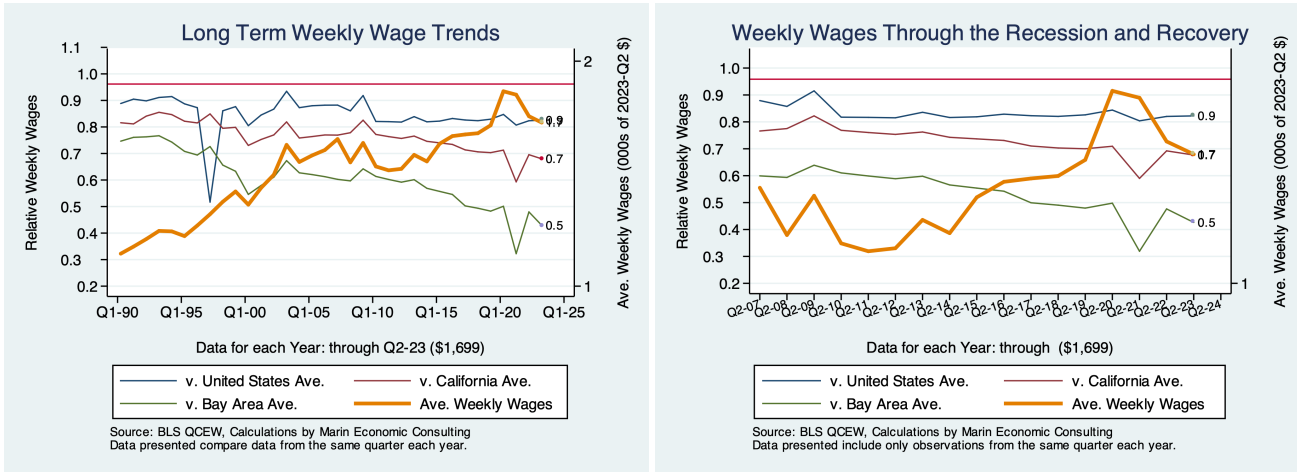 Long Term Weekly Wage Trends
Relative Weekly Wages
1.1
1.0
0.9
0.8
0.7
0.6
0.5
0.4
0.3
0.2
2
1
Ave. Weekly Wages (000s of 2023-Q2 $)
0.9
1.7
0.7
0.5
Q1-90 Q1-95 Q1-00 Q1-05 Q1-10 Q1-15 Q1-20 Q1-25
Data for each Year: through Q2-23 ($1,699)
v. United States Ave. v. California Ave.
v. Bay Area Ave. Ave. Weekly Wages
Source: BLS QCEW, Calculations by Marin Economic Consulting
Data presented compare data from the same quarter each year.
Weekly Wages Through the Recession and Recovery
Relative Weekly Wages
1.0
0.9
0.8
0.7
0.6
0.5
0.4
0.3
0.2
1
Ave. Weekly Wages (000s of 2023-Q2 $)
0.9
0.7
0.5
Q2-07 Q2-08 Q2-09 Q2-10 Q2-11 Q2-12 Q2-13 Q2-14 Q2-15 Q2-16 Q2-17 Q2-18 Q2-19 Q2-20 Q2-21 Q2-22 Q2-23 Q2-24
Data for each Year: through ($1,699)
v. United States Ave. v. California Ave.
v. Bay Area Ave. Ave. Weekly Wages
Source: BLS QCEW, Calculations by Marin Economic Consulting
Data presented include only observations from the same quarter each year.